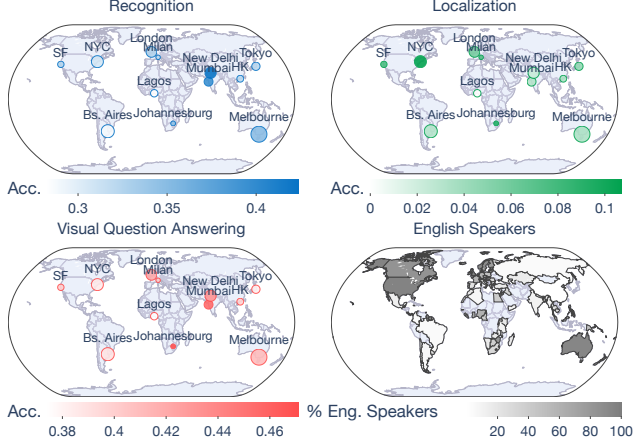 Recognition
London
Milan
NYC
SF
New Delhi
Tokyo
Mumbai
HK
Lagos
Bs. Aires
Johannesburg
Melbourne
Acc.
0.3
0.35
0.4
Localization
London
Milan
NYC
SF
New Delhi
Tokyo
Mumbai
HK
Lagos
Bs. Aires
Johannesburg
Melbourne
Acc.
0
0.02
0.04
0.06
0.08
0.1
Visual Question Answering
London
Milan
NYC
SF
New Delhi
Tokyo
Mumbai
HK
Lagos
Bs. Aires
Johannesburg
Melbourne
Acc.
0.38
0.4
0.42
0.44
0.46
English Speakers
% Eng. Speakers
20
40
60
80
100